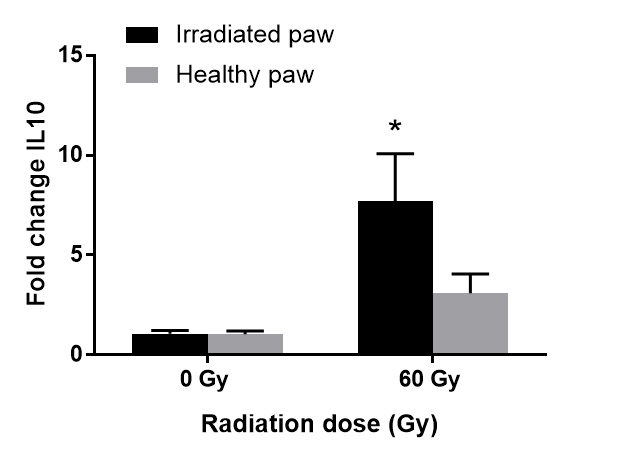 Irradiated paw
Healthy paw
Fold change IL10
15
10
5
0
*
0 Gy
60 Gy
Radiation dose (Gy)